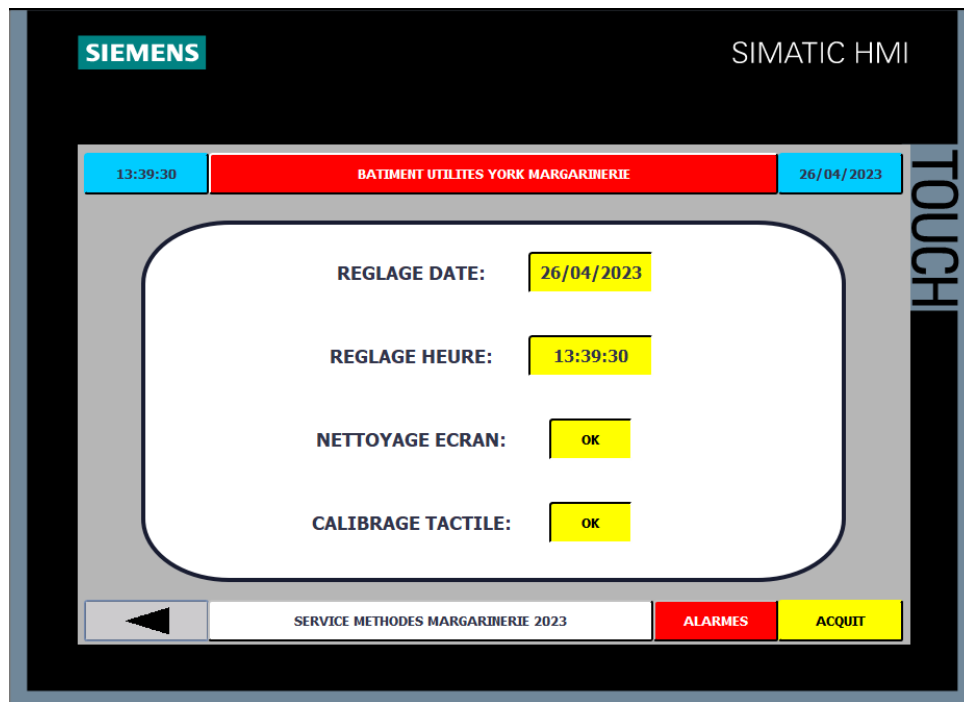 SIEMENS
SIMATIC HMI
TOUCH
13:39:30
BATIMENT UTILITES YORK MARGARINERIE
26/04/2023
REGLAGE DATE:
26/04/2023
REGLAGE HEURE:
13:39:30
NETTOYAGE ECRAN:
OK
CALIBRAGE TACTILE:
OK
SERVICE METHODES MARGARINERIE 2023
ALARMES
ACQUIT